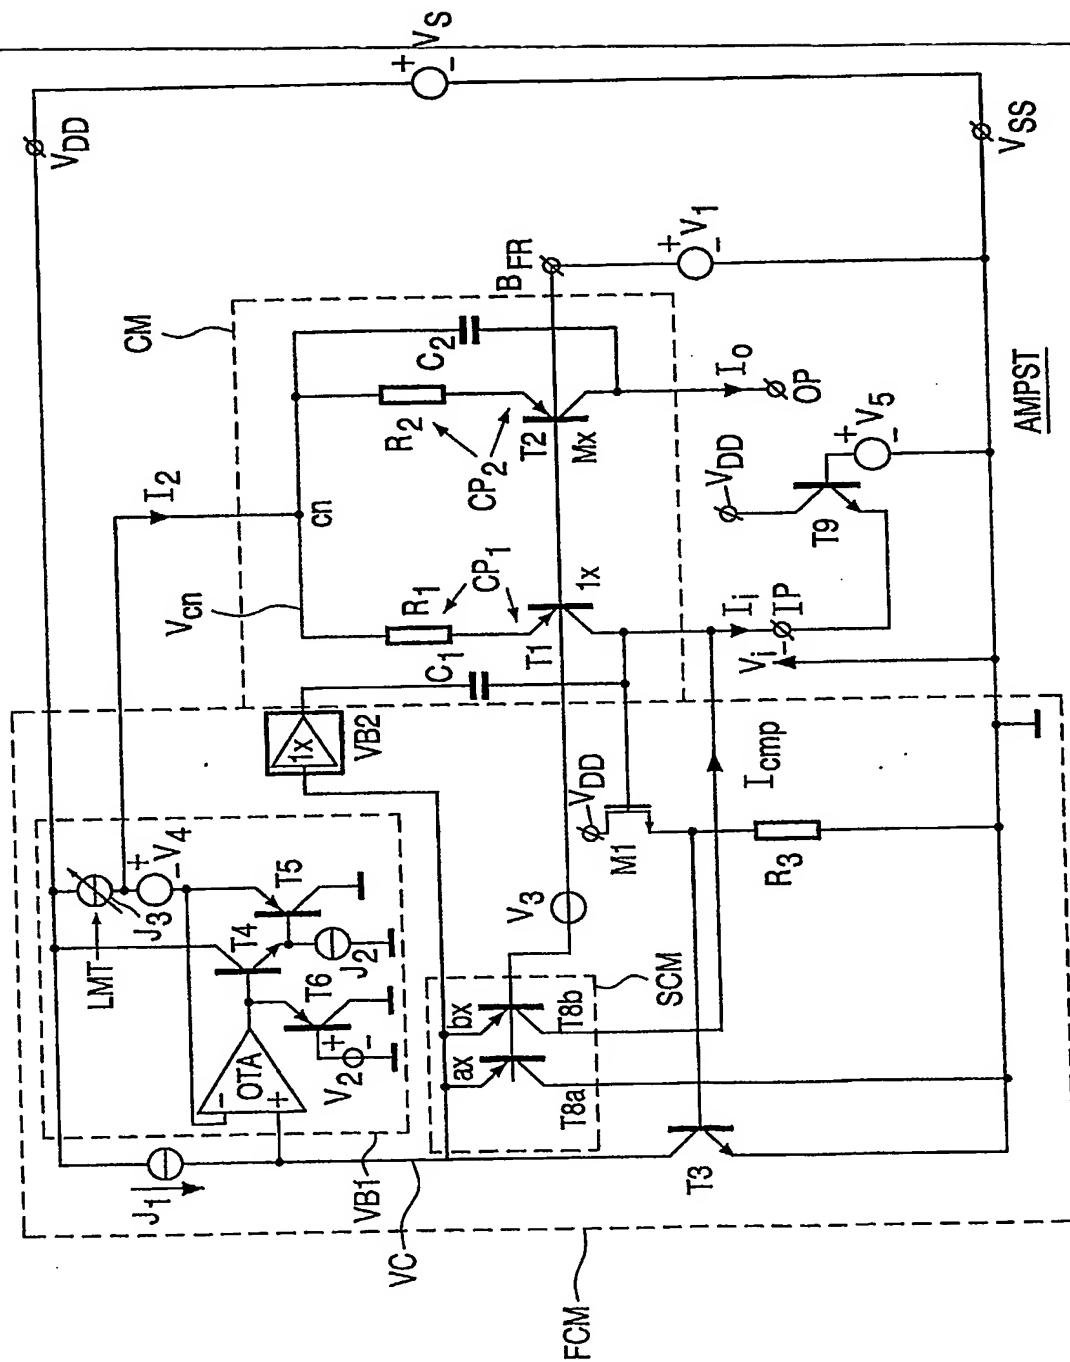 VDD
+ VS -
VSS
AMPST
CM
BFR
+ V1 -
I2
cn
Vcn
R1
CP1
R2
CP2
C1
C2
T1
1x
T2
Mx
Io
OP
Ii
IP
Vi -
VDD
T9
+ V5 -
LMT
J3
+ V4 -
T4
T5
T6
J2
OTA
- +
V2 + -
J1
VB1
1x
VB2
VC
V3
VDD
M1
R3
Icmp
ax
bx
T8a
T8b
SCM
T3
FCM